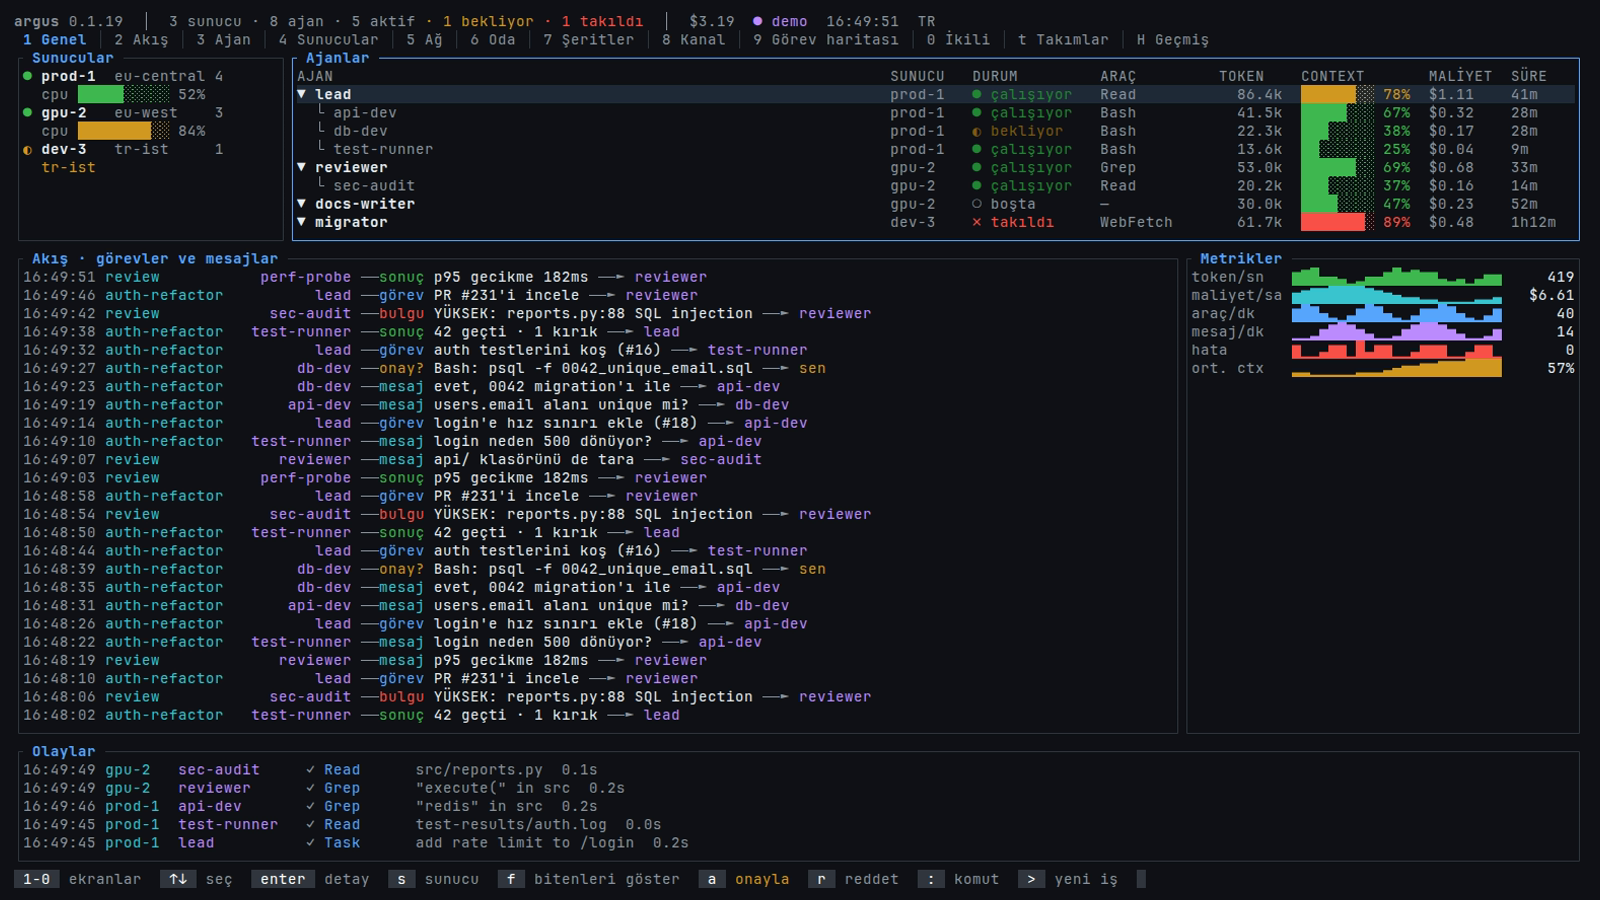 argus 0.1.19 │ 3 sunucu · 8 ajan · 5 aktif · 1 bekliyor · 1 takıldı │ $3.19 ● demo 16:49:51 TR
1 Genel │ 2 Akış │ 3 Ajan │ 4 Sunucular │ 5 Ağ │ 6 Oda │ 7 Şeritler │ 8 Kanal │ 9 Görev haritası │ 0 İkili │ t Takımlar │ H Geçmiş
Sunucular
● prod-1 eu-central 4
cpu 52%
● gpu-2 eu-west 3
cpu 84%
◐ dev-3 tr-ist 1
tr-ist
Ajanlar
AJAN SUNUCU DURUM ARAÇ TOKEN CONTEXT MALİYET SÜRE
▼ lead prod-1 ● çalışıyor Read 86.4k 78% $1.11 41m
└ api-dev prod-1 ● çalışıyor Bash 41.5k 67% $0.32 28m
└ db-dev prod-1 ◐ bekliyor Bash 22.3k 38% $0.17 28m
└ test-runner prod-1 ● çalışıyor Bash 13.6k 25% $0.04 9m
▼ reviewer gpu-2 ● çalışıyor Grep 53.0k 69% $0.68 33m
└ sec-audit gpu-2 ● çalışıyor Read 20.2k 37% $0.16 14m
▼ docs-writer gpu-2 ○ boşta — 30.0k 47% $0.23 52m
▼ migrator dev-3 ✕ takıldı WebFetch 61.7k 89% $0.48 1h12m
Akış · görevler ve mesajlar
16:49:51 review perf-probe ──sonuç p95 gecikme 182ms ──► reviewer
16:49:46 auth-refactor lead ──görev PR #231'i incele ──► reviewer
16:49:42 review sec-audit ──bulgu YÜKSEK: reports.py:88 SQL injection ──► reviewer
16:49:38 auth-refactor test-runner ──sonuç 42 geçti · 1 kırık ──► lead
16:49:32 auth-refactor lead ──görev auth testlerini koş (#16) ──► test-runner
16:49:27 auth-refactor db-dev ──onay? Bash: psql -f 0042_unique_email.sql ──► sen
16:49:23 auth-refactor db-dev ──mesaj evet, 0042 migration'ı ile ──► api-dev
16:49:19 auth-refactor api-dev ──mesaj users.email alanı unique mi? ──► db-dev
16:49:14 auth-refactor lead ──görev login'e hız sınırı ekle (#18) ──► api-dev
16:49:10 auth-refactor test-runner ──mesaj login neden 500 dönüyor? ──► api-dev
16:49:07 review reviewer ──mesaj api/ klasörünü de tara ──► sec-audit
16:49:03 review perf-probe ──sonuç p95 gecikme 182ms ──► reviewer
16:48:58 auth-refactor lead ──görev PR #231'i incele ──► reviewer
16:48:54 review sec-audit ──bulgu YÜKSEK: reports.py:88 SQL injection ──► reviewer
16:48:50 auth-refactor test-runner ──sonuç 42 geçti · 1 kırık ──► lead
16:48:44 auth-refactor lead ──görev auth testlerini koş (#16) ──► test-runner
16:48:39 auth-refactor db-dev ──onay? Bash: psql -f 0042_unique_email.sql ──► sen
16:48:35 auth-refactor db-dev ──mesaj evet, 0042 migration'ı ile ──► api-dev
16:48:31 auth-refactor api-dev ──mesaj users.email alanı unique mi? ──► db-dev
16:48:26 auth-refactor lead ──görev login'e hız sınırı ekle (#18) ──► api-dev
16:48:22 auth-refactor test-runner ──mesaj login neden 500 dönüyor? ──► api-dev
16:48:19 review reviewer ──mesaj p95 gecikme 182ms ──► reviewer
16:48:10 auth-refactor lead ──görev PR #231'i incele ──► reviewer
16:48:06 review sec-audit ──bulgu YÜKSEK: reports.py:88 SQL injection ──► reviewer
16:48:02 auth-refactor test-runner ──sonuç 42 geçti · 1 kırık ──► lead
Metrikler
token/sn 419
maliyet/sa $6.61
araç/dk 40
mesaj/dk 14
hata 0
ort. ctx 57%
Olaylar
16:49:49 gpu-2 sec-audit ✓ Read src/reports.py 0.1s
16:49:49 gpu-2 reviewer ✓ Grep "execute(" in src 0.2s
16:49:46 prod-1 api-dev ✓ Grep "redis" in src 0.2s
16:49:45 prod-1 test-runner ✓ Read test-results/auth.log 0.0s
16:49:45 prod-1 lead ✓ Task add rate limit to /login 0.2s
1-0 ekranlar ↑↓ seç enter detay s sunucu f bitenleri göster a onayla r reddet : komut > yeni iş